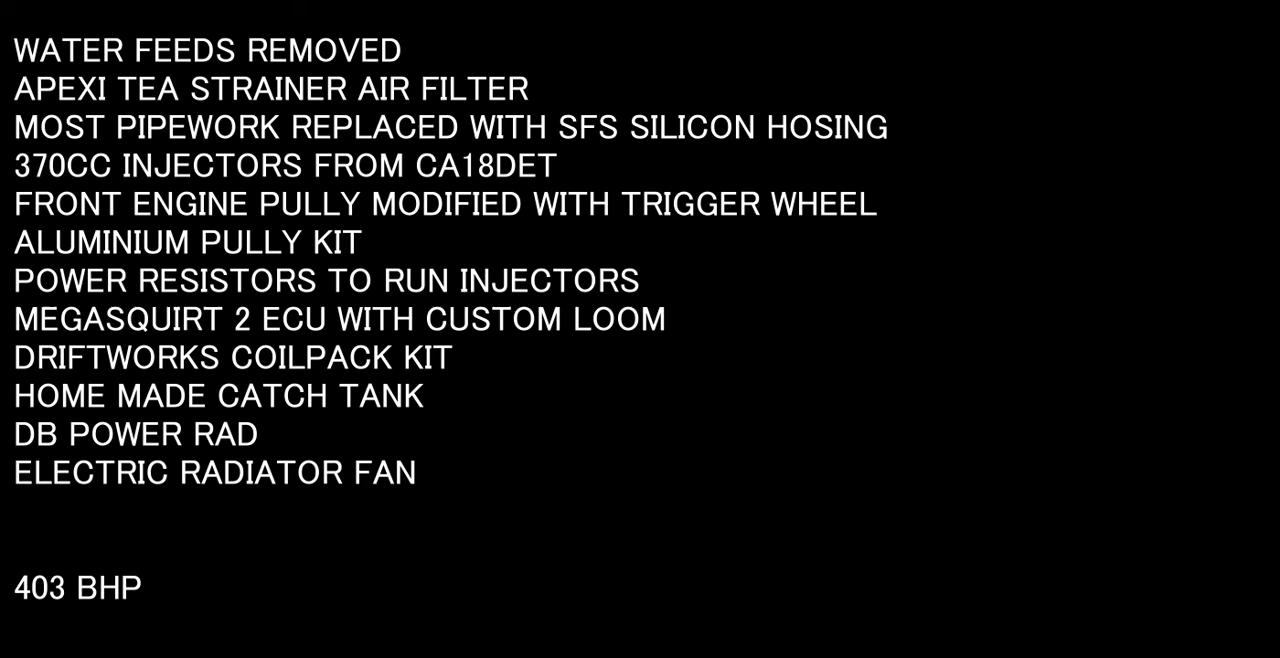 WATER FEEDS REMOVED
APEXI TEA STRAINER AIR FILTER
MOST PIPEWORK REPLACED WITH SFS SILICON HOSING
370CC INJECTORS FROM CA18DET
FRONT ENGINE PULLY MODIFIED WITH TRIGGER WHEEL
ALUMINIUM PULLY KIT
POWER RESISTORS TO RUN INJECTORS
MEGASQUIRT 2 ECU WITH CUSTOM LOOM
DRIFTWORKS COILPACK KIT
HOME MADE CATCH TANK
DB POWER RAD
ELECTRIC RADIATOR FAN
403 BHP